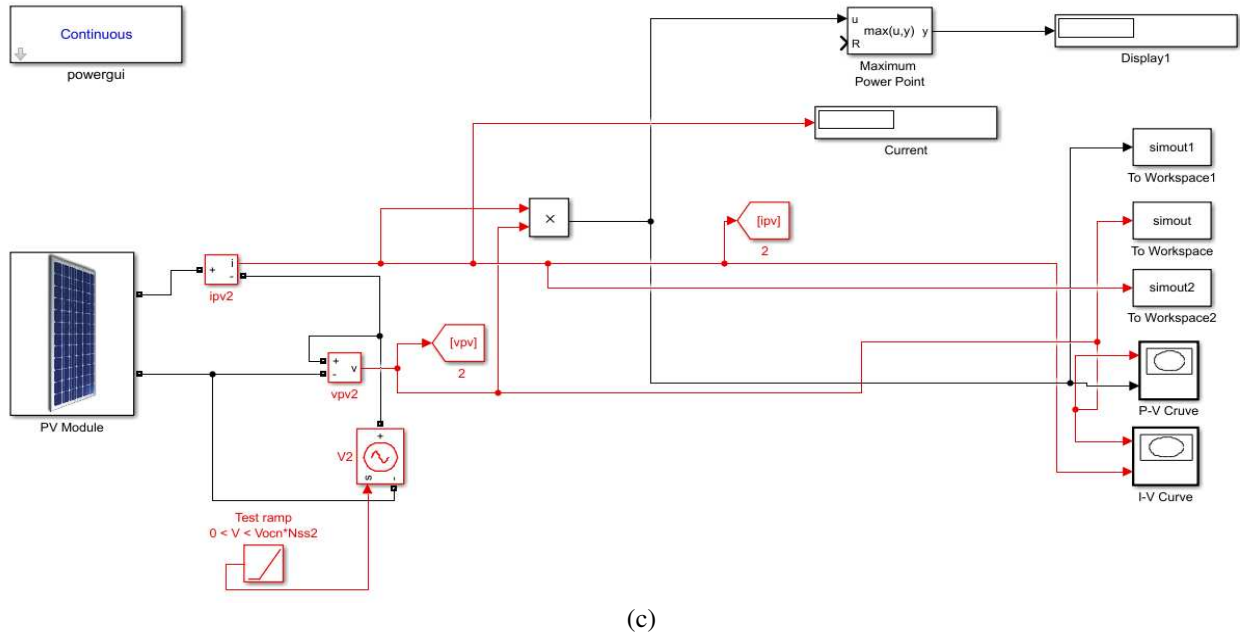 Continuous
powergui
u
R
max(u,y)
y
Maximum
Power Point
Display1
Current
simout1
To Workspace1
×
[ipv]
2
simout
To Workspace
simout2
To Workspace2
+
i
-
ipv2
[vpv]
2
+
-
v
vpv2
PV Module
P-V Cruve
V2
+
s
-
I-V Curve
Test ramp
0 < V < Vocn*Nss2
(c)